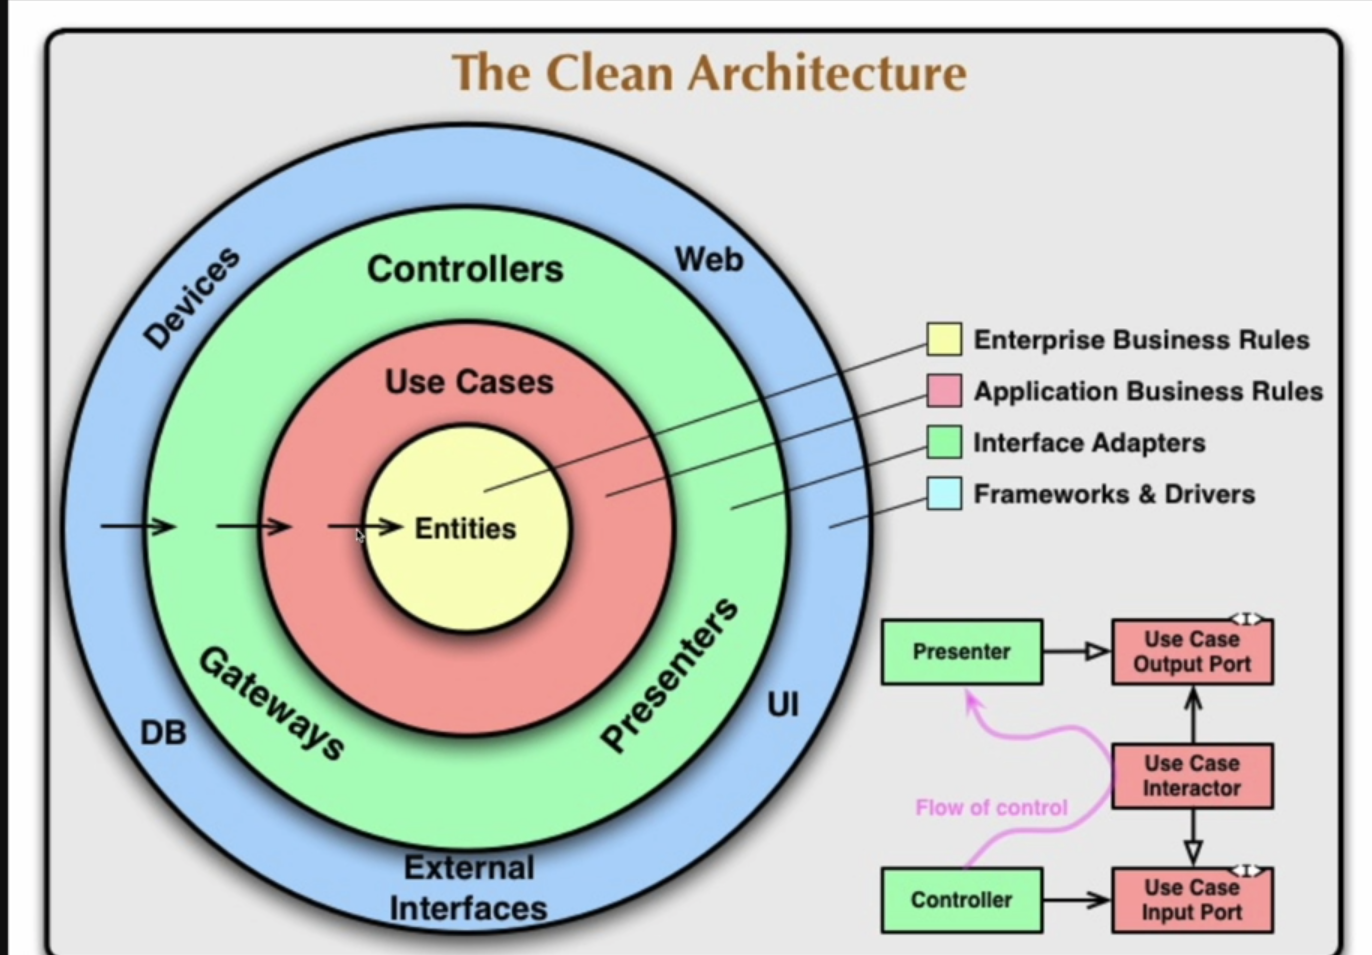 The Clean Architecture
Devices
Controllers
Web
Use Cases
Entities
Gateways
Presenters
DB
UI
External
Interfaces
Enterprise Business Rules
Application Business Rules
Interface Adapters
Frameworks & Drivers
Presenter
<I>
Use Case
Output Port
Use Case
Interactor
Flow of control
Controller
<I>
Use Case
Input Port